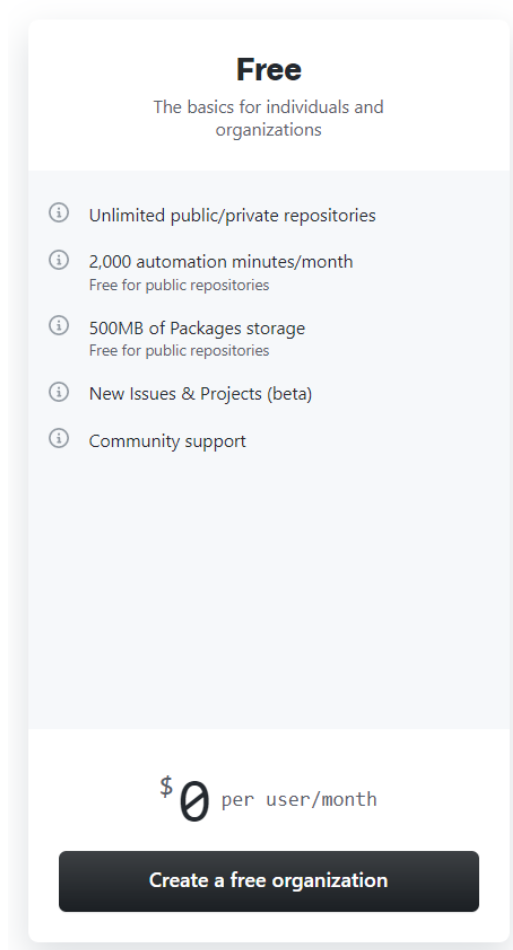 Free
The basics for individuals and
organizations
Unlimited public/private repositories
2,000 automation minutes/month
Free for public repositories
500MB of Packages storage
Free for public repositories
New Issues & Projects (beta)
Community support
$0 per user/month
Create a free organization